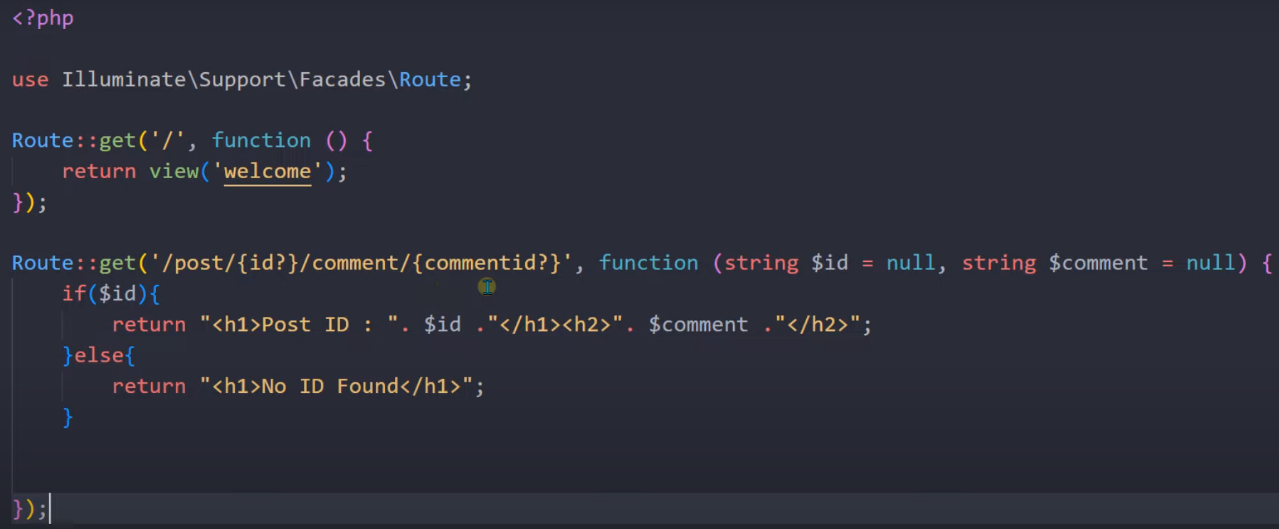 <?php
use Illuminate\Support\Facades\Route;
Route::get('/', function () {
    return view('welcome');
});
Route::get('/post/{id?}/comment/{commentid?}', function (string $id = null, string $comment = null) {
    if($id){
        return "<h1>Post ID : ". $id ."</h1><h2>". $comment ."</h2>";
    }else{
        return "<h1>No ID Found</h1>";
    }
});